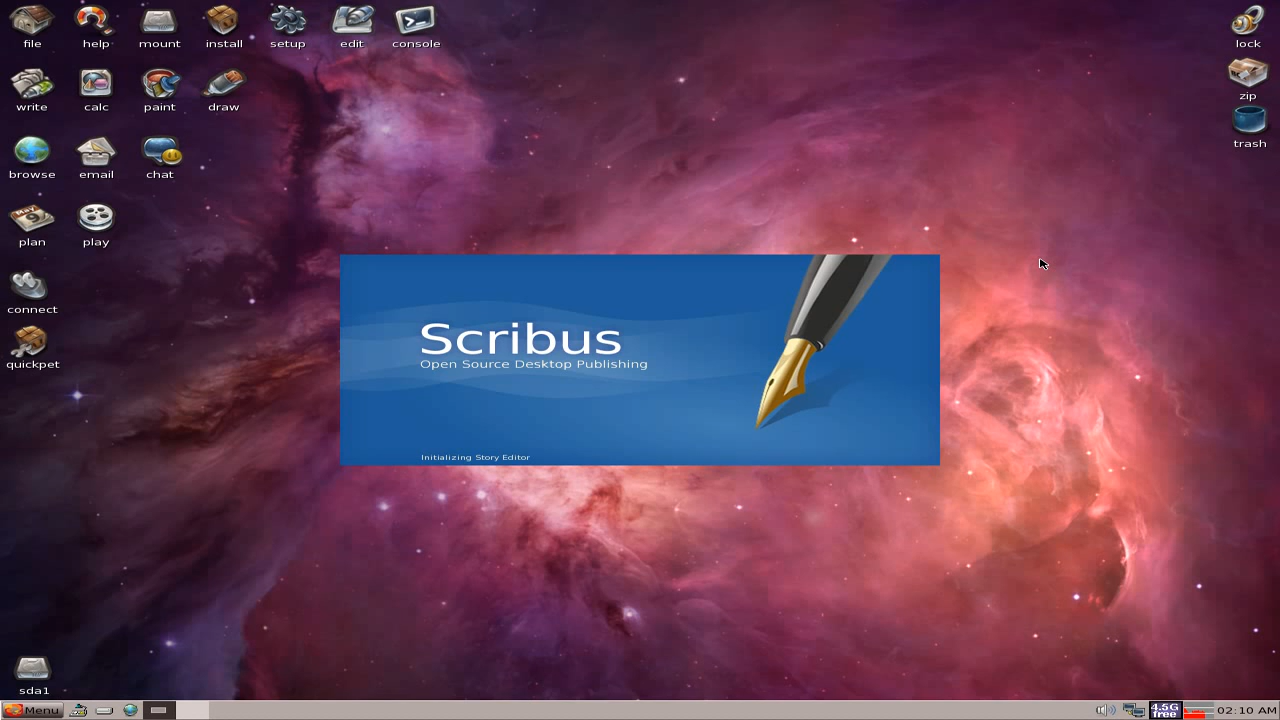 file help mount install setup edit console lock
write calc paint draw zip
trash
browse email chat
plan play
connect
quickpet
Scribus
Open Source Desktop Publishing
Initializing Story Editor
sda1
Menu 4.5G free 02:10 AM